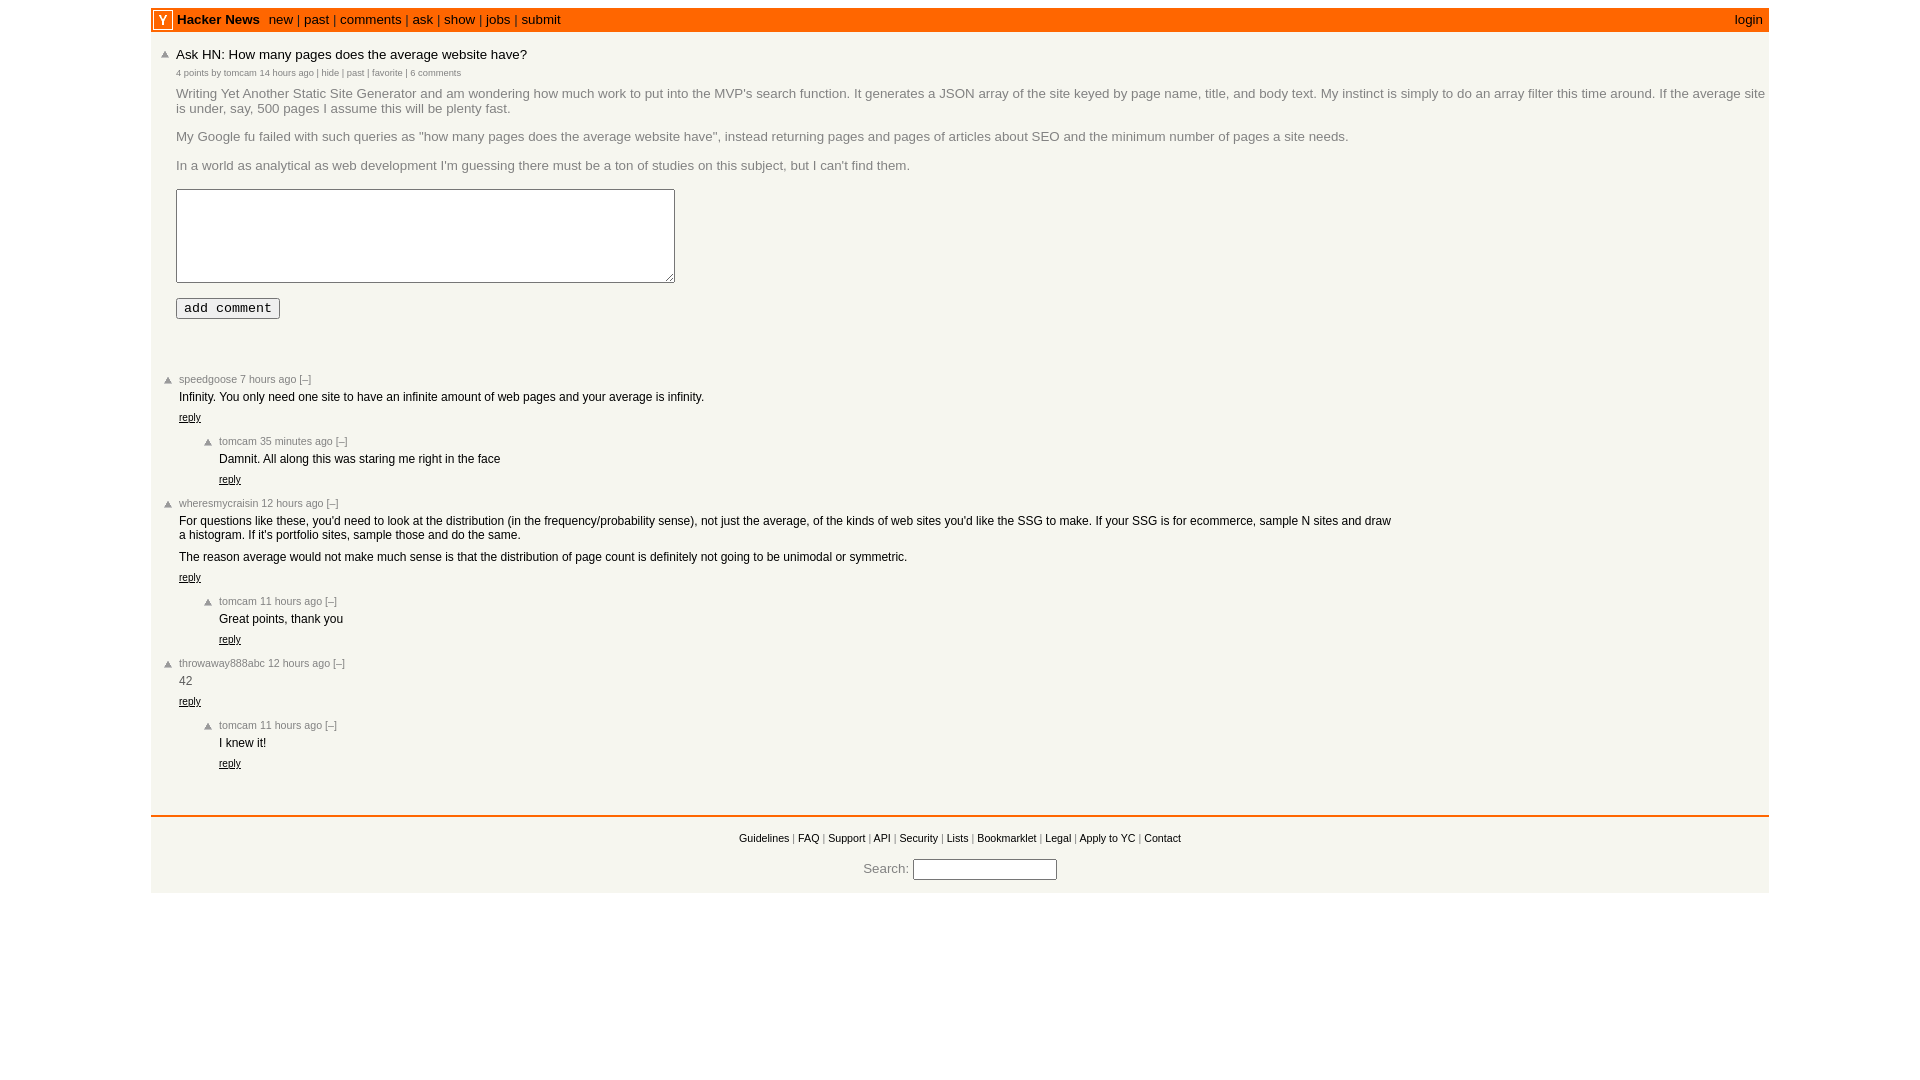 Y Hacker News new | past | comments | ask | show | jobs | submit login
Ask HN: How many pages does the average website have?
4 points by tomcam 14 hours ago | hide | past | favorite | 6 comments
Writing Yet Another Static Site Generator and am wondering how much work to put into the MVP's search function. It generates a JSON array of the site keyed by page name, title, and body text. My instinct is simply to do an array filter this time around. If the average site
is under, say, 500 pages I assume this will be plenty fast.
My Google fu failed with such queries as "how many pages does the average website have", instead returning pages and pages of articles about SEO and the minimum number of pages a site needs.
In a world as analytical as web development I'm guessing there must be a ton of studies on this subject, but I can't find them.
add comment
speedgoose 7 hours ago [–]
Infinity. You only need one site to have an infinite amount of web pages and your average is infinity.
reply
tomcam 35 minutes ago [–]
Damnit. All along this was staring me right in the face
reply
wheresmycraisin 12 hours ago [–]
For questions like these, you'd need to look at the distribution (in the frequency/probability sense), not just the average, of the kinds of web sites you'd like the SSG to make. If your SSG is for ecommerce, sample N sites and draw
a histogram. If it's portfolio sites, sample those and do the same.
The reason average would not make much sense is that the distribution of page count is definitely not going to be unimodal or symmetric.
reply
tomcam 11 hours ago [–]
Great points, thank you
reply
throwaway888abc 12 hours ago [–]
42
reply
tomcam 11 hours ago [–]
I knew it!
reply
Guidelines | FAQ | Support | API | Security | Lists | Bookmarklet | Legal | Apply to YC | Contact
Search: